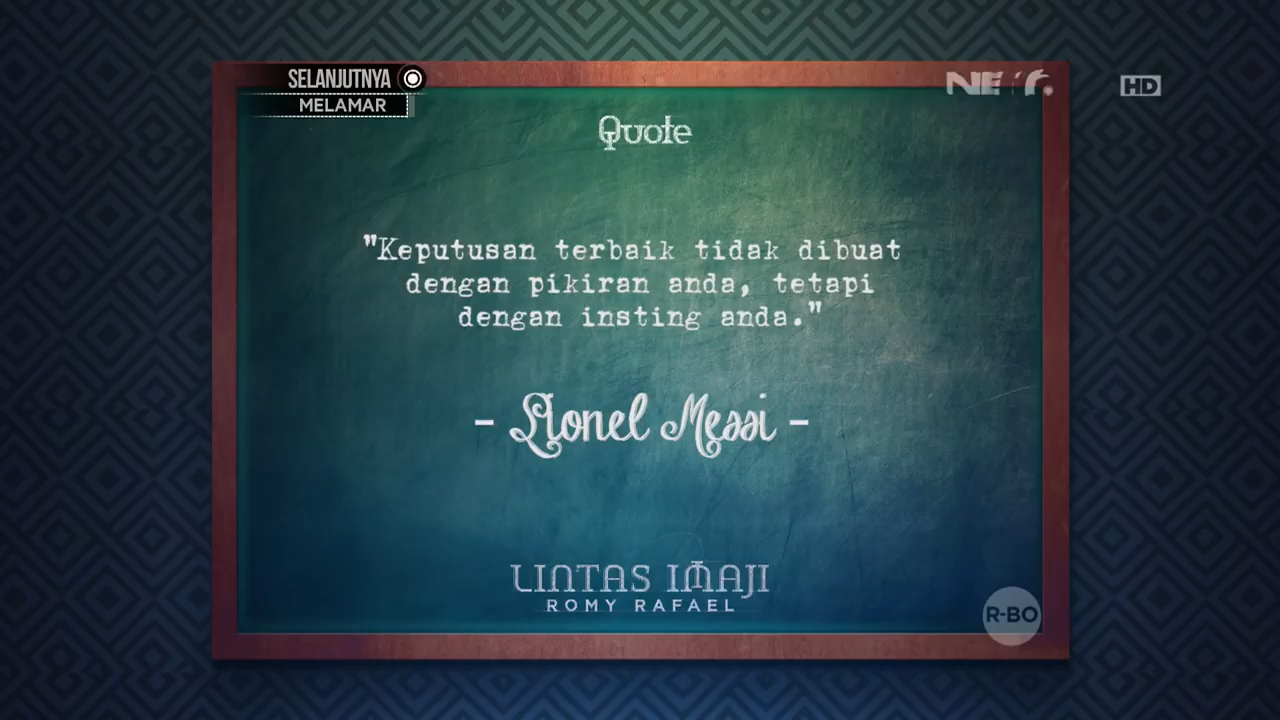 SELANJUTNYA
MELAMAR
NET.
HD
Quote
"Keputusan terbaik tidak dibuat
dengan pikiran anda, tetapi
dengan insting anda."
- Lionel Messi -
LINTAS IMAJI
ROMY RAFAEL
R-BO